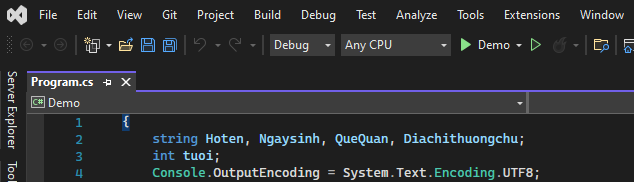 File Edit View Git Project Build Debug Test Analyze Tools Extensions Window
Debug Any CPU Demo
Program.cs
C# Demo
Server Explorer
1 {
2 string Hoten, Ngaysinh, QueQuan, Diachithuongchu;
3 int tuoi;
4 Console.OutputEncoding = System.Text.Encoding.UTF8;